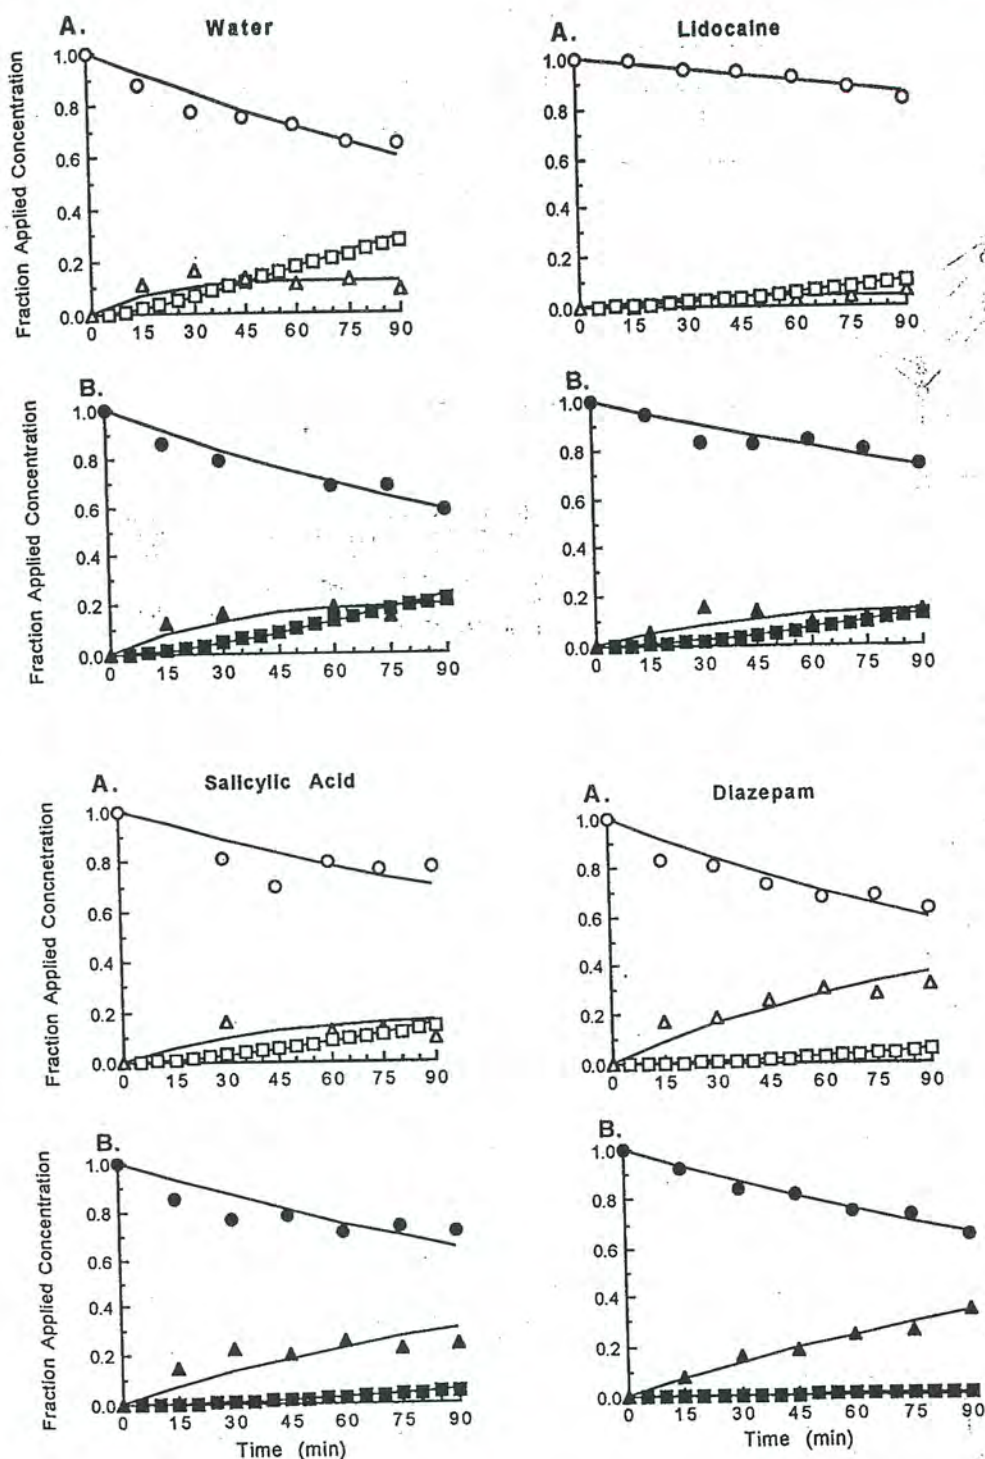 A. Water
Fraction Applied Concentration
1.0
0.8
0.6
0.4
0.2
0.0
0 15 30 45 60 75 90
A. Lidocaine
1.0
0.8
0.6
0.4
0.2
0.0
0 15 30 45 60 75 90
B.
Fraction Applied Concentration
1.0
0.8
0.6
0.4
0.2
0.0
0 15 30 45 60 75 90
B.
1.0
0.8
0.6
0.4
0.2
0.0
0 15 30 45 60 75 90
A. Salicylic Acid
Fraction Applied Concnetration
1.0
0.8
0.6
0.4
0.2
0.0
0 15 30 45 60 75 90
A. Diazepam
1.0
0.8
0.6
0.4
0.2
0.0
0 15 30 45 60 75 90
B.
Fraction Applied Concentration
1.0
0.8
0.6
0.4
0.2
0.0
0 15 30 45 60 75 90
Time (min)
B.
1.0
0.8
0.6
0.4
0.2
0.0
0 15 30 45 60 75 90
Time (min)